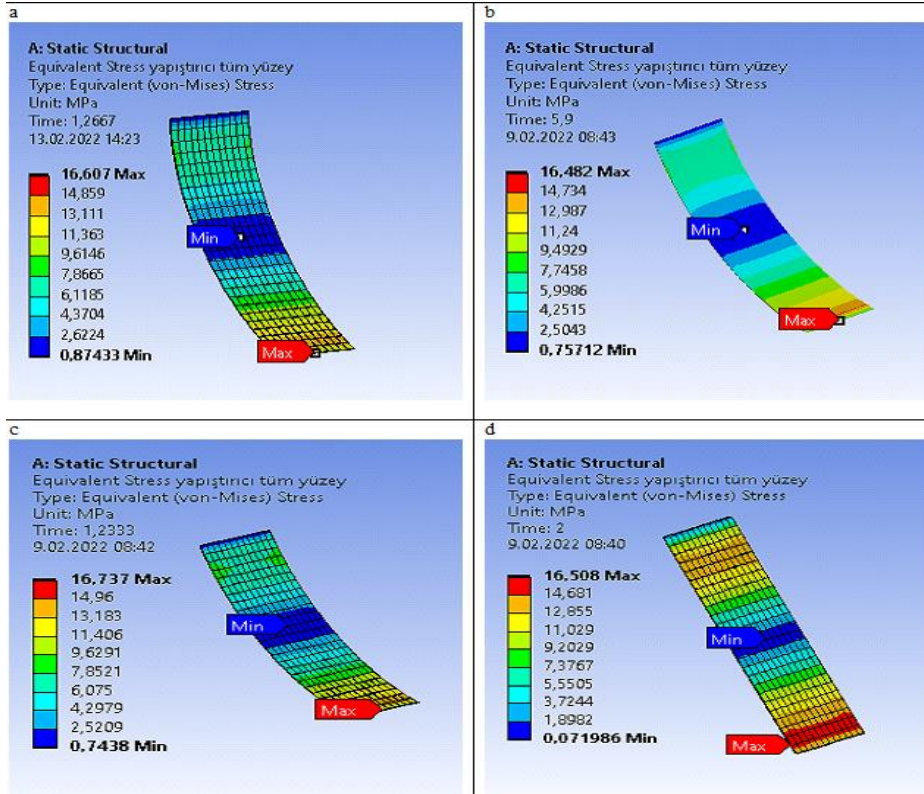 a
A: Static Structural
Equivalent Stress yapıştırıcı tüm yüzey
Type: Equivalent (von-Mises) Stress
Unit: MPa
Time: 1,2667
13.02.2022 14:23
16,607 Max
14,859
13,111
11,363
9,6146
7,8665
6,1185
4,3704
2,6224
0,87433 Min
Min
Max
b
A: Static Structural
Equivalent Stress yapıştırıcı tüm yüzey
Type: Equivalent (von-Mises) Stress
Unit: MPa
Time: 5,9
9.02.2022 08:43
16,482 Max
14,734
12,987
11,24
9,4929
7,7458
5,9986
4,2515
2,5043
0,75712 Min
Min
Max
c
A: Static Structural
Equivalent Stress yapıştırıcı tüm yüzey
Type: Equivalent (von-Mises) Stress
Unit: MPa
Time: 1,2333
9.02.2022 08:42
16,737 Max
14,96
13,183
11,406
9,6291
7,8521
6,075
4,2979
2,5209
0,7438 Min
Min
Max
d
A: Static Structural
Equivalent Stress yapıştırıcı tüm yüzey
Type: Equivalent (von-Mises) Stress
Unit: MPa
Time: 2
9.02.2022 08:40
16,508 Max
14,681
12,855
11,029
9,2029
7,3767
5,5505
3,7244
1,8982
0,071986 Min
Min
Max